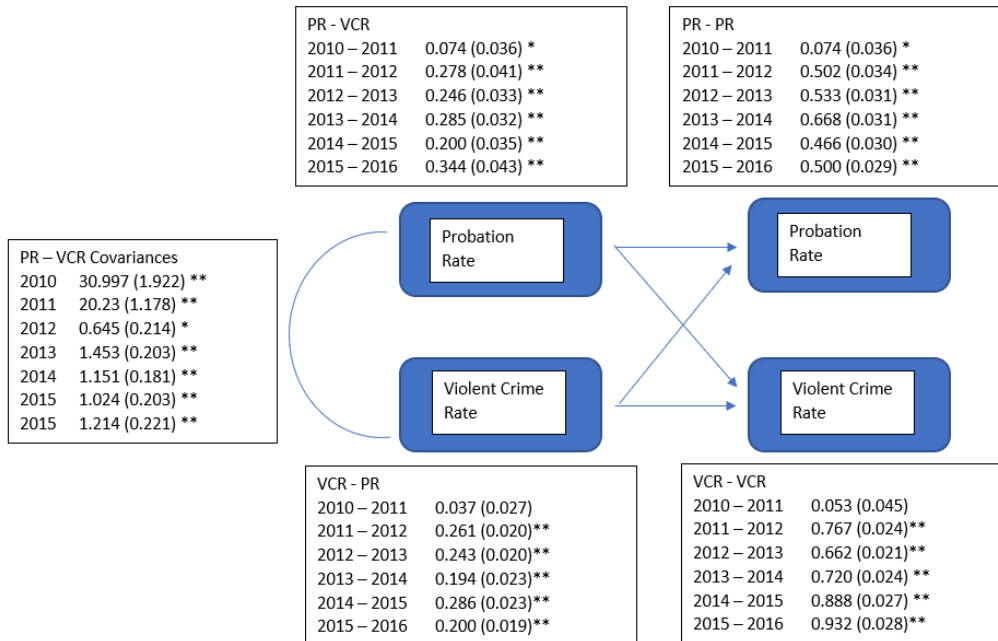 PR - VCR
2010 – 2011 0.074 (0.036) *
2011 – 2012 0.278 (0.041) **
2012 – 2013 0.246 (0.033) **
2013 – 2014 0.285 (0.032) **
2014 – 2015 0.200 (0.035) **
2015 – 2016 0.344 (0.043) **
PR - PR
2010 – 2011 0.074 (0.036) *
2011 – 2012 0.502 (0.034) **
2012 – 2013 0.533 (0.031) **
2013 – 2014 0.668 (0.031) **
2014 – 2015 0.466 (0.030) **
2015 – 2016 0.500 (0.029) **
PR – VCR Covariances
2010 30.997 (1.922) **
2011 20.23 (1.178) **
2012 0.645 (0.214) *
2013 1.453 (0.203) **
2014 1.151 (0.181) **
2015 1.024 (0.203) **
2015 1.214 (0.221) **
Probation
Rate
Probation
Rate
Violent Crime
Rate
Violent Crime
Rate
VCR - PR
2010 – 2011 0.037 (0.027)
2011 – 2012 0.261 (0.020)**
2012 – 2013 0.243 (0.020)**
2013 – 2014 0.194 (0.023)**
2014 – 2015 0.286 (0.023)**
2015 – 2016 0.200 (0.019)**
VCR - VCR
2010 – 2011 0.053 (0.045)
2011 – 2012 0.767 (0.024)**
2012 – 2013 0.662 (0.021)**
2013 – 2014 0.720 (0.024) **
2014 – 2015 0.888 (0.027) **
2015 – 2016 0.932 (0.028)**